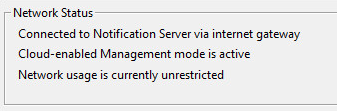 Network Status
Connected to Notification Server via internet gateway
Cloud-enabled Management mode is active
Network usage is currently unrestricted